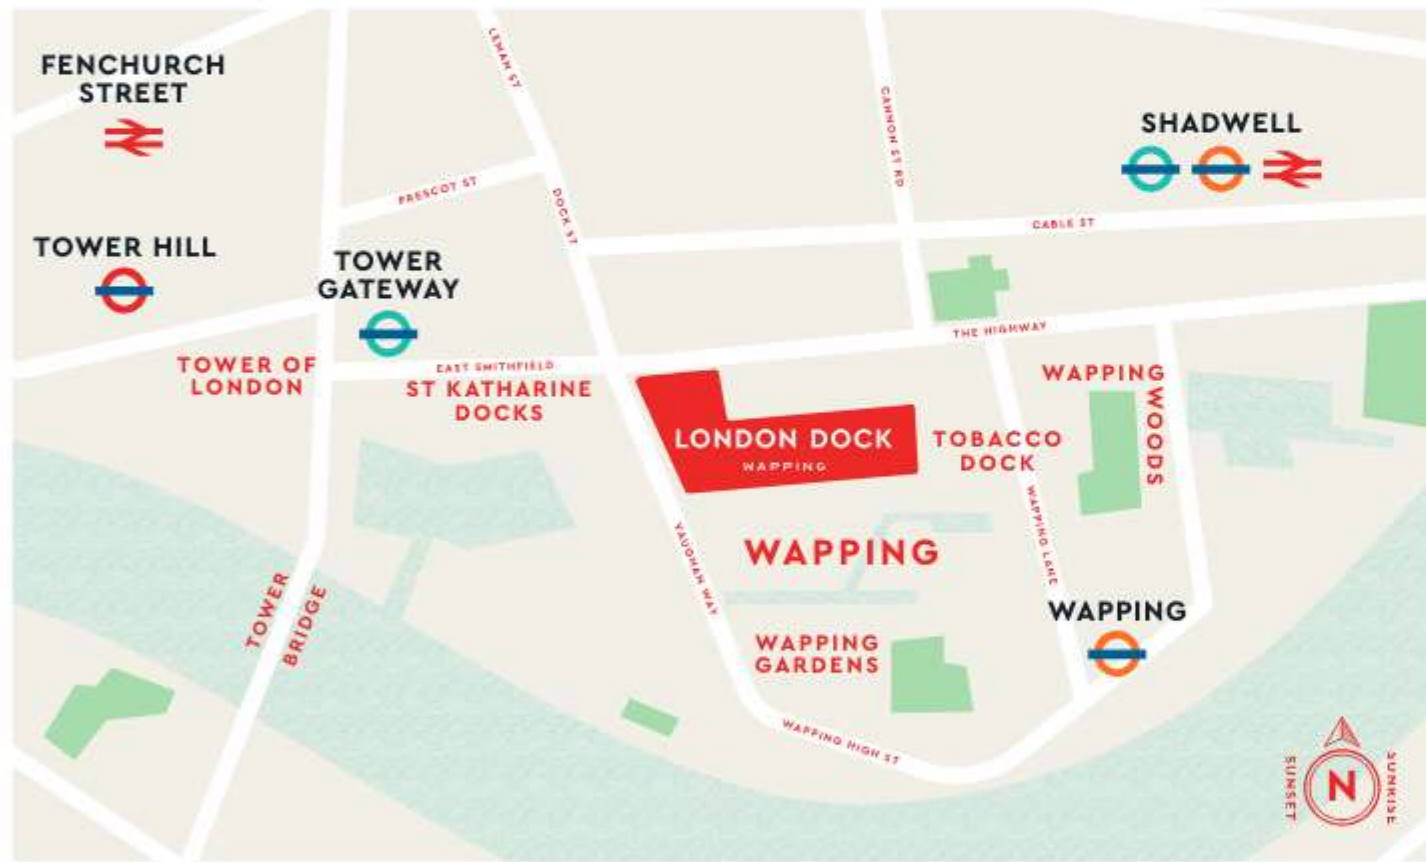 LEMAN ST
FENCHURCH
STREET
CANNON ST RD
SHADWELL
PRESCOT ST
DOCK ST
CABLE ST
TOWER HILL
TOWER
GATEWAY
THE HIGHWAY
TOWER OF
LONDON
EAST SMITHFIELD
ST KATHARINE
DOCKS
WAPPING
WOODS
LONDON DOCK
WAPPING
TOBACCO
DOCK
WAPPING LANE
VAUGHAN WAY
WAPPING
TOWER
BRIDGE
WAPPING
WAPPING
GARDENS
WAPPING HIGH ST
SUNSET
N
SUNRISE